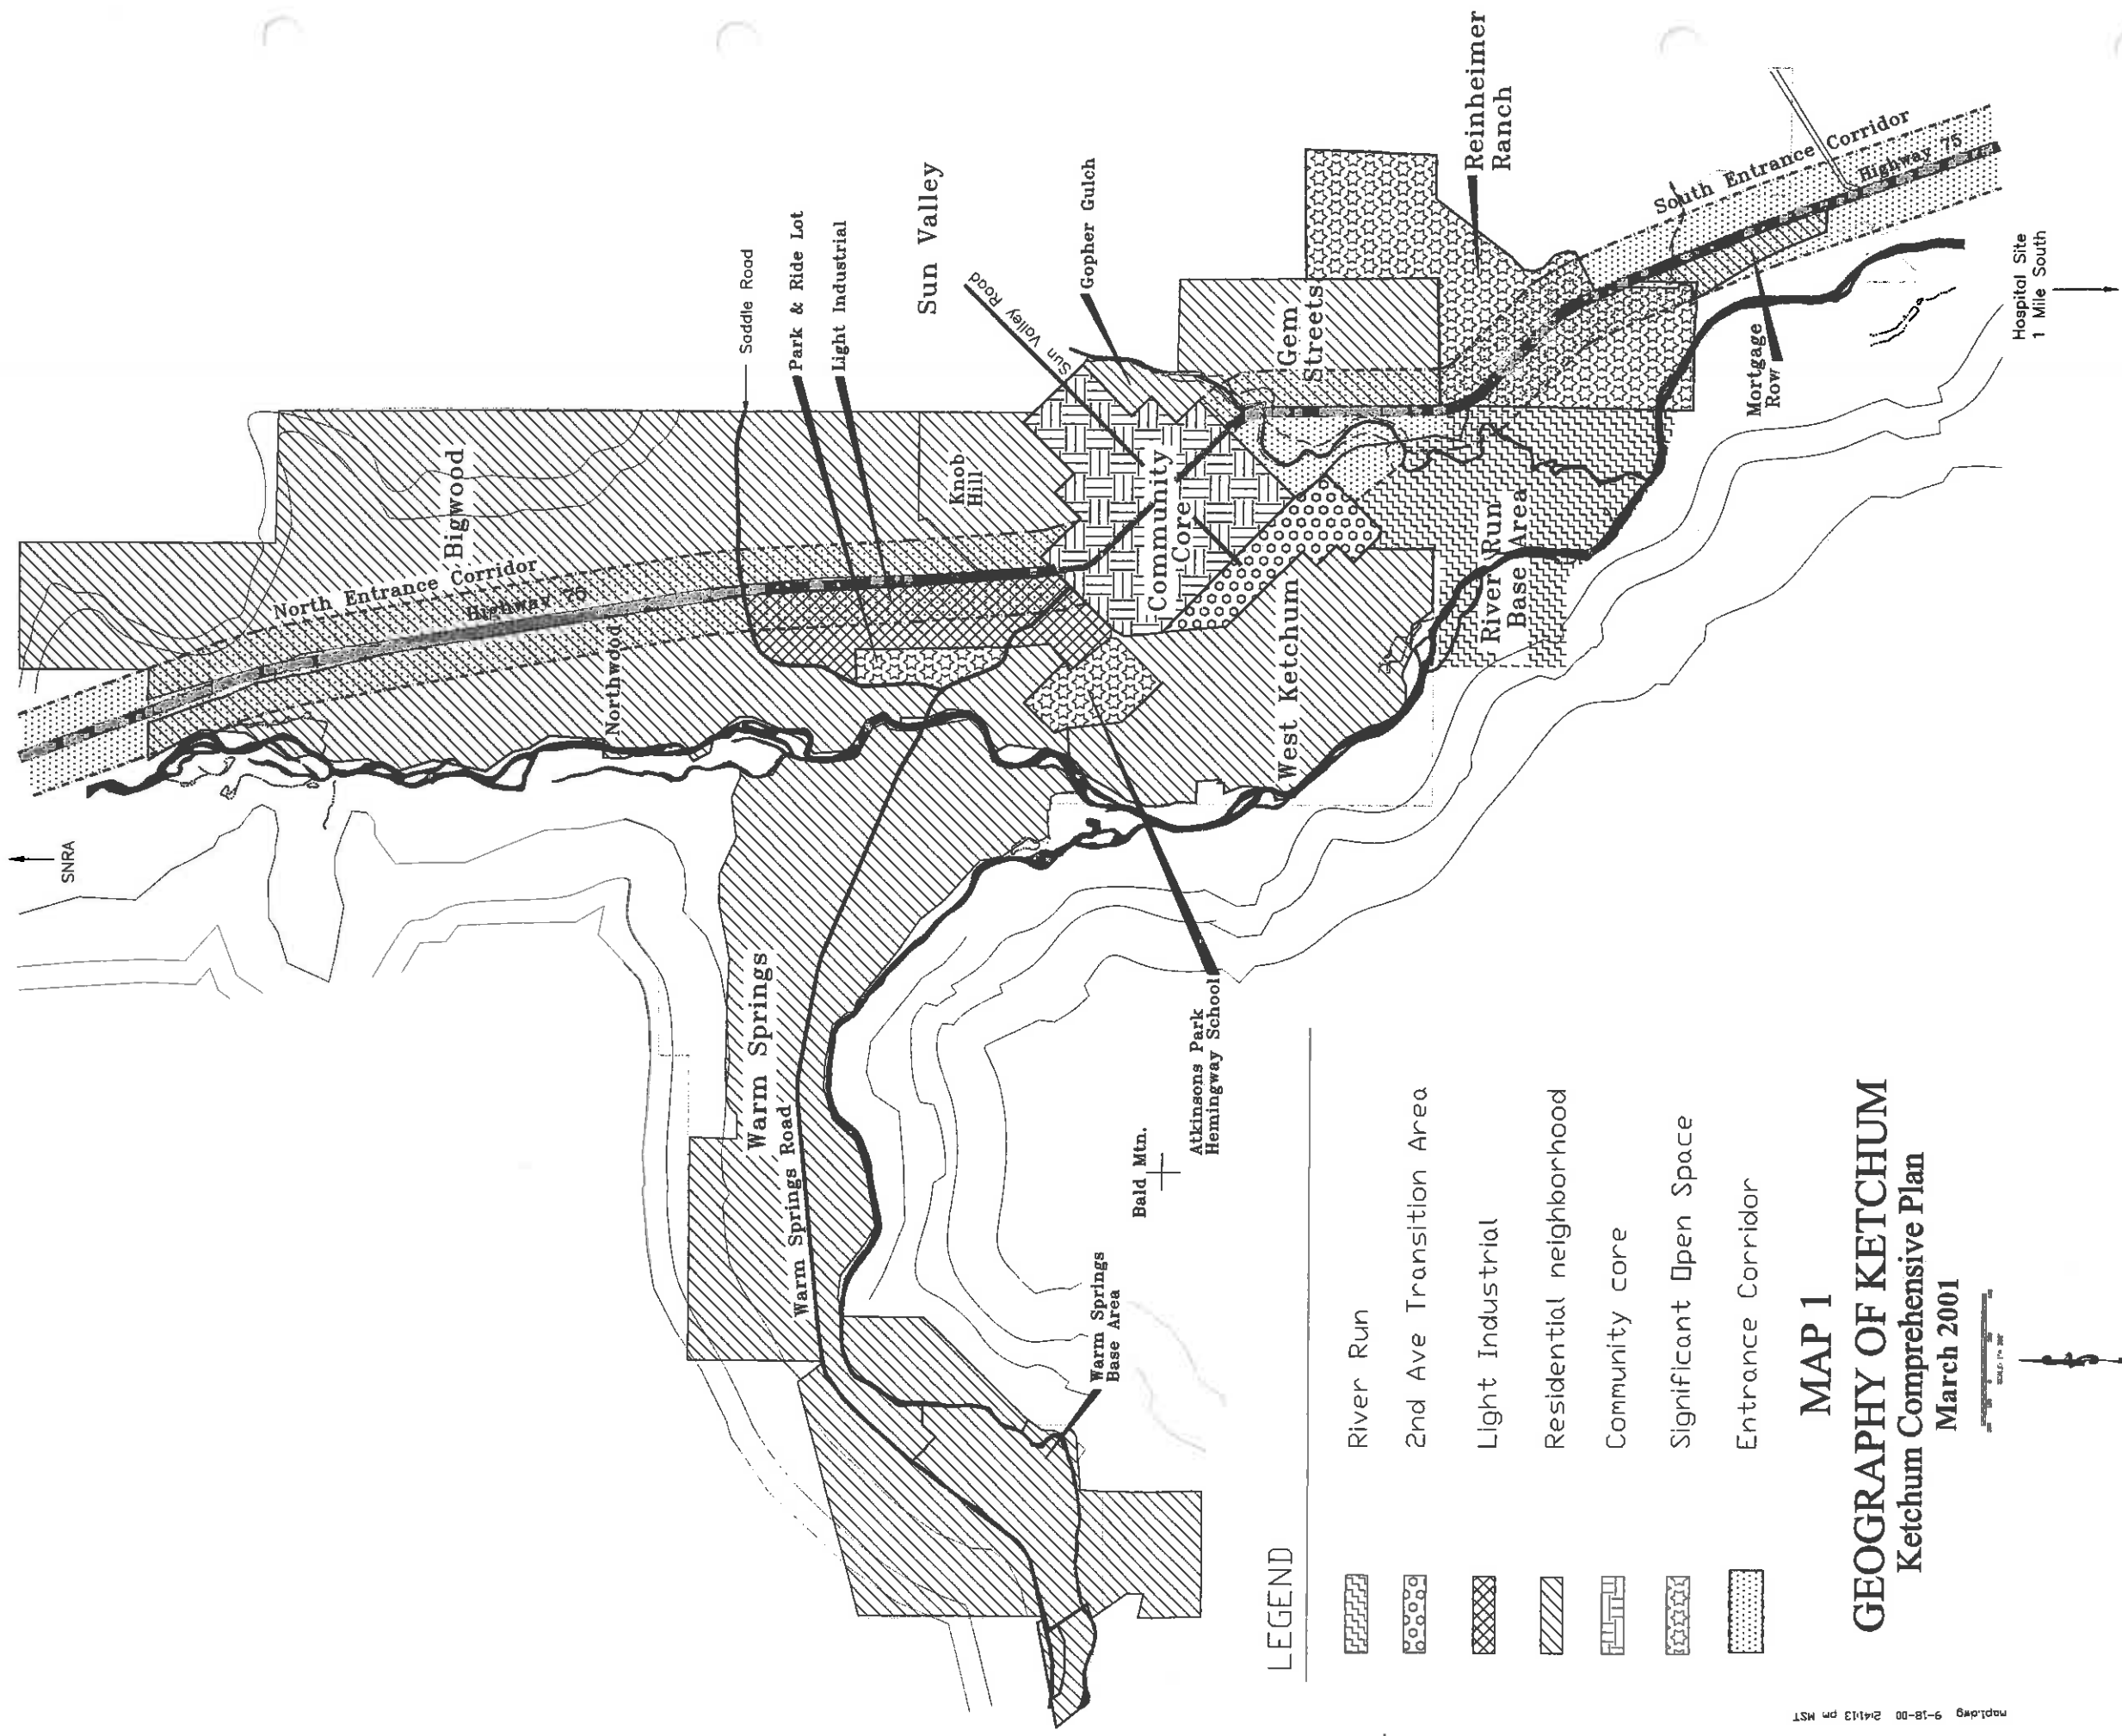 SNRA
North Entrance Corridor
Highway 75
Bigwood
Northwood
Saddle Road
Park & Ride Lot
Light Industrial
Knob
Hill
Sun Valley
Sun Valley Road
Gopher Gulch
Community
Core
Gem
Streets
Reinheimer
Ranch
South Entrance Corridor
Highway 75
Mortgage
Row
Hospital Site
1 Mile South
River Run
Base Area
West Ketchum
Warm Springs
Warm Springs Road
Atkinsons Park
Hemingway School
Bald Mtn.
Warm Springs
Base Area
LEGEND
River Run
2nd Ave Transition Area
Light Industrial
Residential neighborhood
Community core
Significant Open Space
Entrance Corridor
MAP 1
GEOGRAPHY OF KETCHUM
Ketchum Comprehensive Plan
March 2001
map1.dwg 9-18-00 2:41:13 pm MST